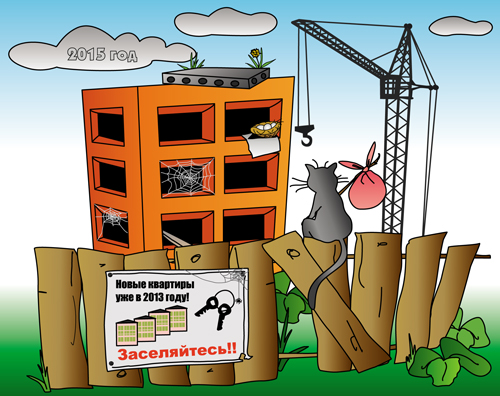 2015 год
Новые квартиры
уже в 2013 году!
Заселяйтесь!!